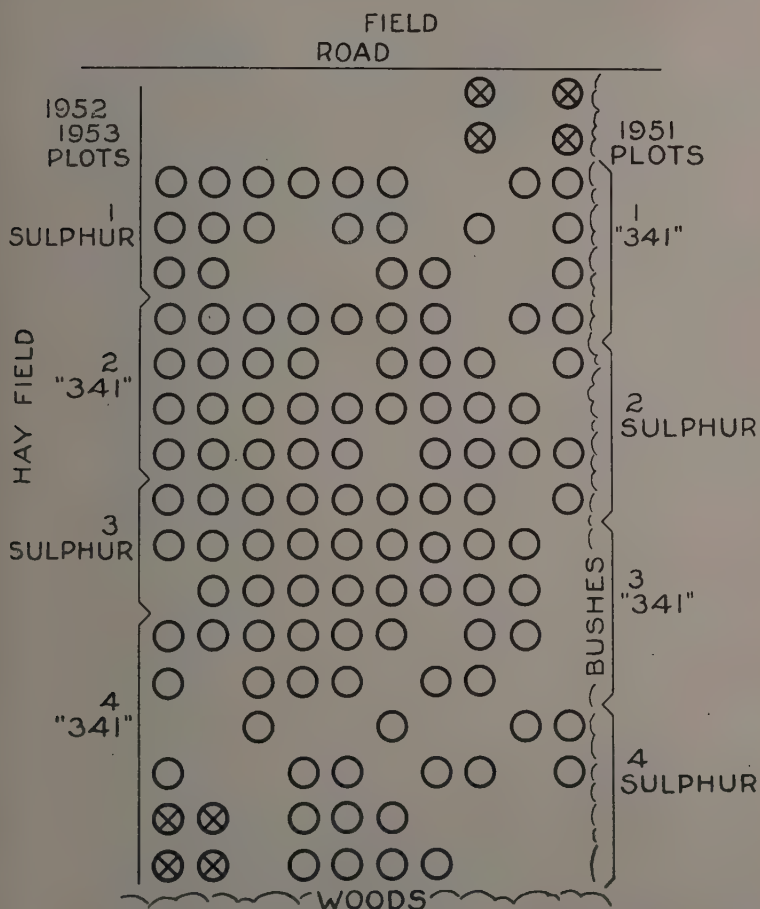 FIELD
ROAD
1952
1953
PLOTS
1
SULPHUR
2
"341"
3
SULPHUR
4
"341"
HAY FIELD
1951
PLOTS
1
"341"
2
SULPHUR
3
"341"
4
SULPHUR
BUSHES
WOODS